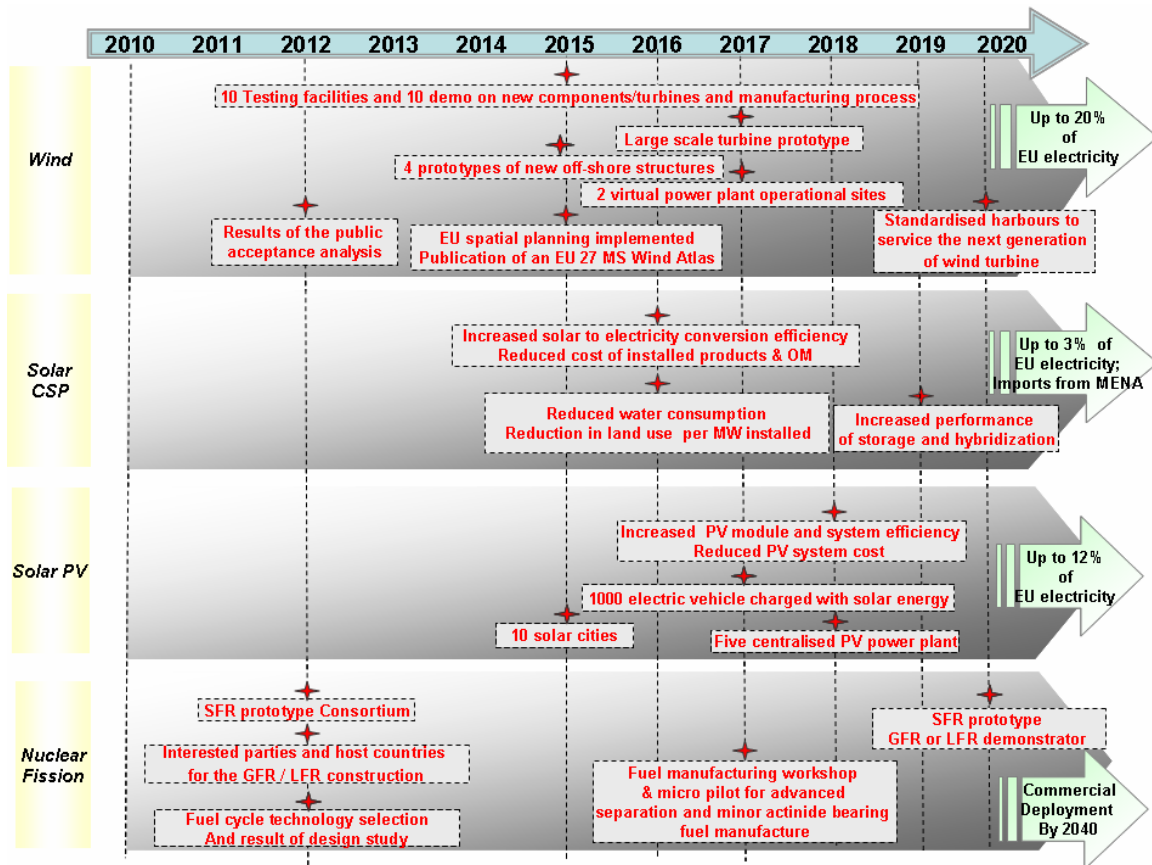 2010 2011 2012 2013 2014 2015 2016 2017 2018 2019 2020
Wind
10 Testing facilities and 10 demo on new components/turbines and manufacturing process
Large scale turbine prototype
4 prototypes of new off-shore structures
2 virtual power plant operational sites
Results of the public
acceptance analysis
EU spatial planning implemented
Publication of an EU 27 MS Wind Atlas
Standardised harbours to
service the next generation
of wind turbine
Up to 20%
of
EU electricity
Solar
CSP
Increased solar to electricity conversion efficiency
Reduced cost of installed products & OM
Reduced water consumption
Reduction in land use per MW installed
Increased performance
of storage and hybridization
Up to 3% of
EU electricity;
Imports from MENA
Solar PV
Increased PV module and system efficiency
Reduced PV system cost
1000 electric vehicle charged with solar energy
10 solar cities
Five centralised PV power plant
Up to 12%
of
EU electricity
Nuclear
Fission
SFR prototype Consortium
Interested parties and host countries
for the GFR / LFR construction
Fuel cycle technology selection
And result of design study
Fuel manufacturing workshop
& micro pilot for advanced
separation and minor actinide bearing
fuel manufacture
SFR prototype
GFR or LFR demonstrator
Commercial
Deployment
By 2040